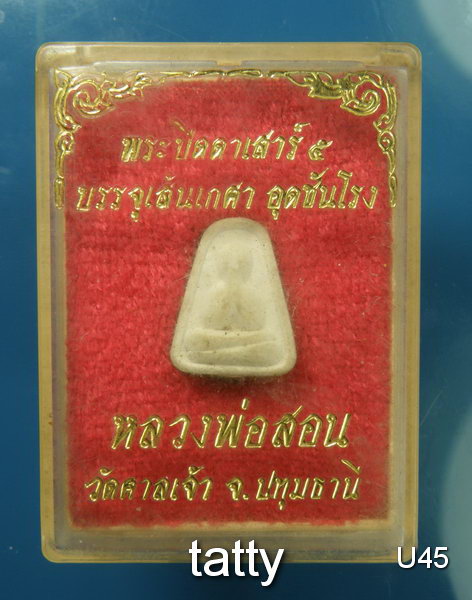 พระปิดตาเสาร์ ๕
บรรจุเส้นเกศา อุดชันโรง
หลวงพ่อสอน
วัดศาลเจ้า จ.ปทุมธานี
tatty
U45